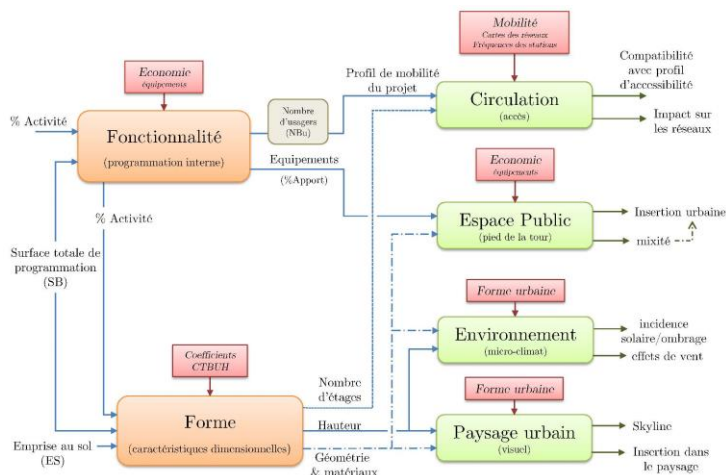 Mobilité
Cartes des réseaux
Fréquences des stations
Economie
équipements
% Activité
Fonctionnalité
(programmation interne)
Nombre
d'usagers
(NBu)
Profil de mobilité
du projet
Circulation
(accès)
Compatibilité
avec profil
d'accessibilité
Impact sur
les réseaux
Equipements
(%Apport)
Economie
équipements
Espace Public
(pied de la tour)
Insertion urbaine
mixité
% Activité
Surface totale de
programmation
(SB)
Forme urbaine
Environnement
(micro-climat)
incidence
solaire/ombrage
effets de vent
Coefficients
CTBUH
Forme
(caractéristiques dimensionnelles)
Emprise au sol
(ES)
Nombre
d'étages
Hauteur
Géométrie
& matériaux
Forme urbaine
Paysage urbain
(visuel)
Skyline
Insertion dans
le paysage